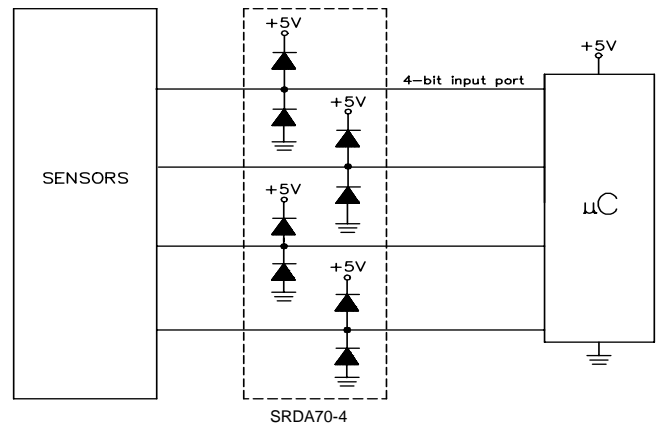 +5V
+5V
4-bit input port
+5V
SENSORS
+5V
μC
+5V
SRDA70-4